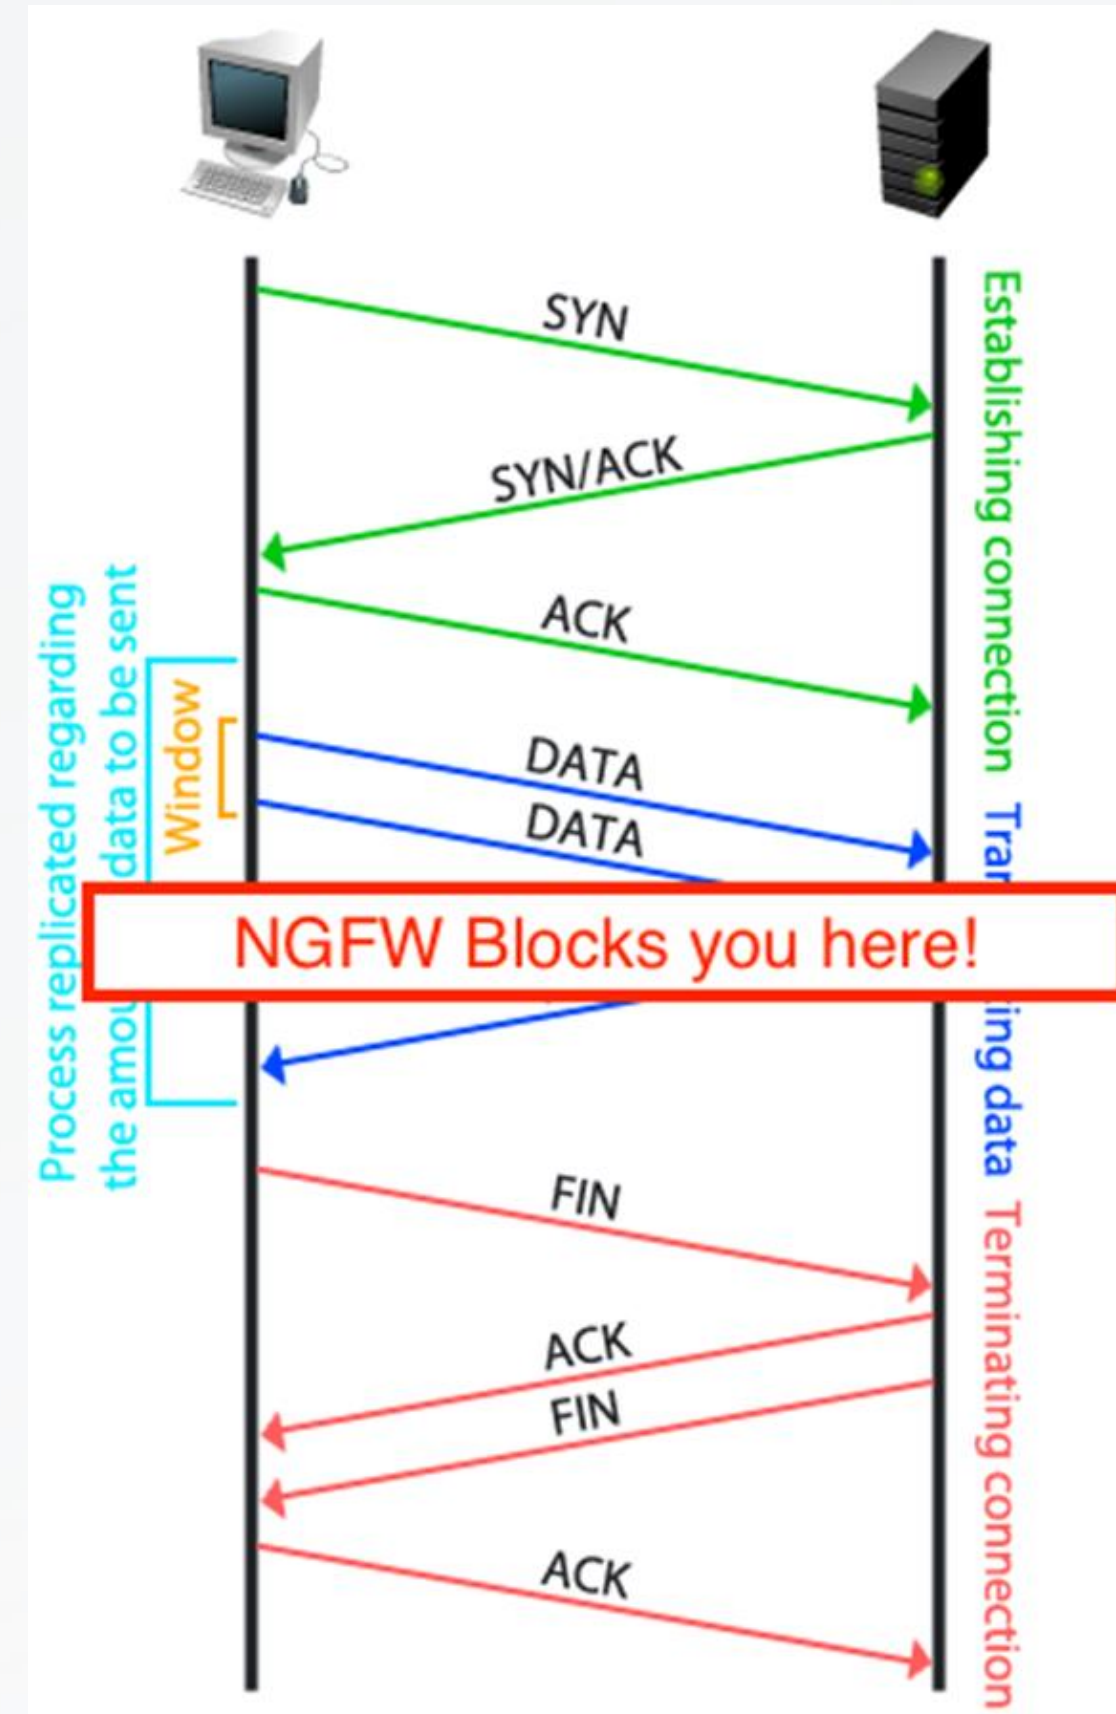 SYN
SYN/ACK
ACK
Establishing connection
Process replicated regarding
the amou
data to be sent
Window
DATA
DATA
Tra
NGFW Blocks you here!
ing data
FIN
ACK
FIN
ACK
Terminating connection